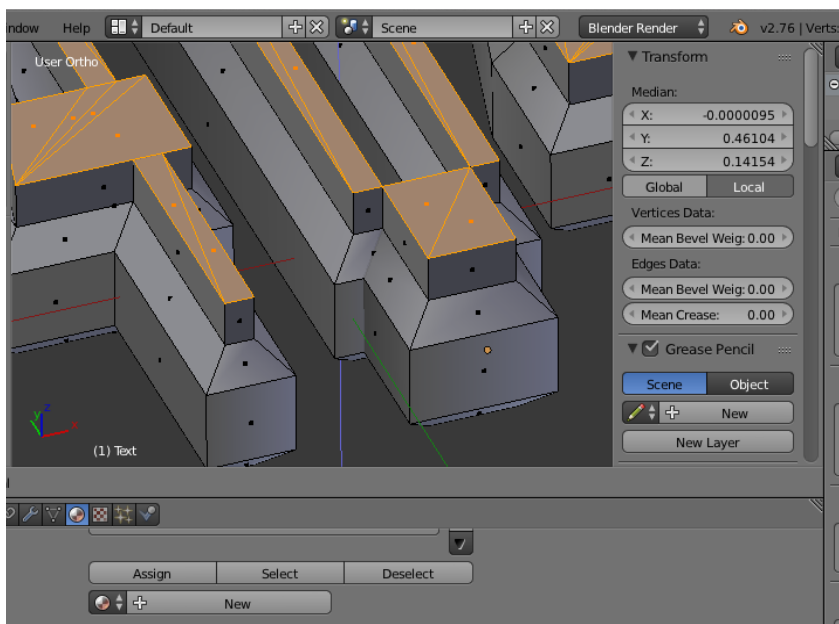 ndow Help Default Scene Blender Render v2.76 | Verts:
User Ortho
Transform
Median:
X: -0.0000095
Y: 0.46104
Z: 0.14154
Global Local
Vertices Data:
Mean Bevel Weig: 0.00
Edges Data:
Mean Bevel Weig: 0.00
Mean Crease: 0.00
Grease Pencil
Scene Object
New
New Layer
z
y
x
(1) Text
Assign Select Deselect
New